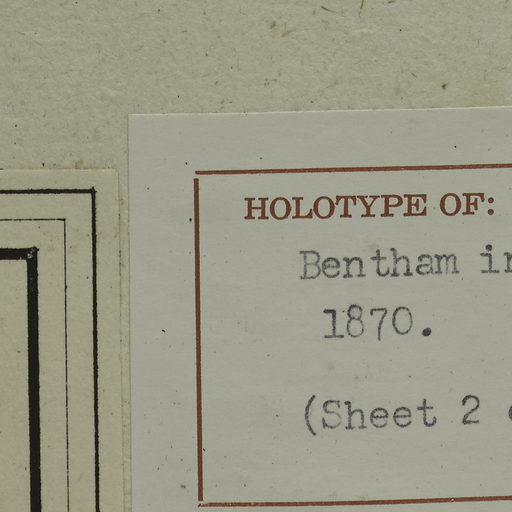 HOLOTYPE OF:
Bentham
1870.
(Sheet 2